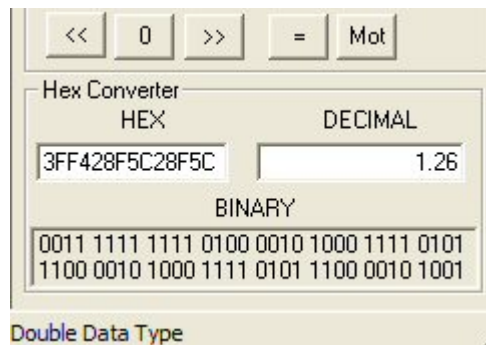 << 0 >> = Mot
Hex Converter
HEX DECIMAL
3FF428F5C28F5C 1.26
BINARY
0011 1111 1111 0100 0010 1000 1111 0101
1100 0010 1000 1111 0101 1100 0010 1001
Double Data Type